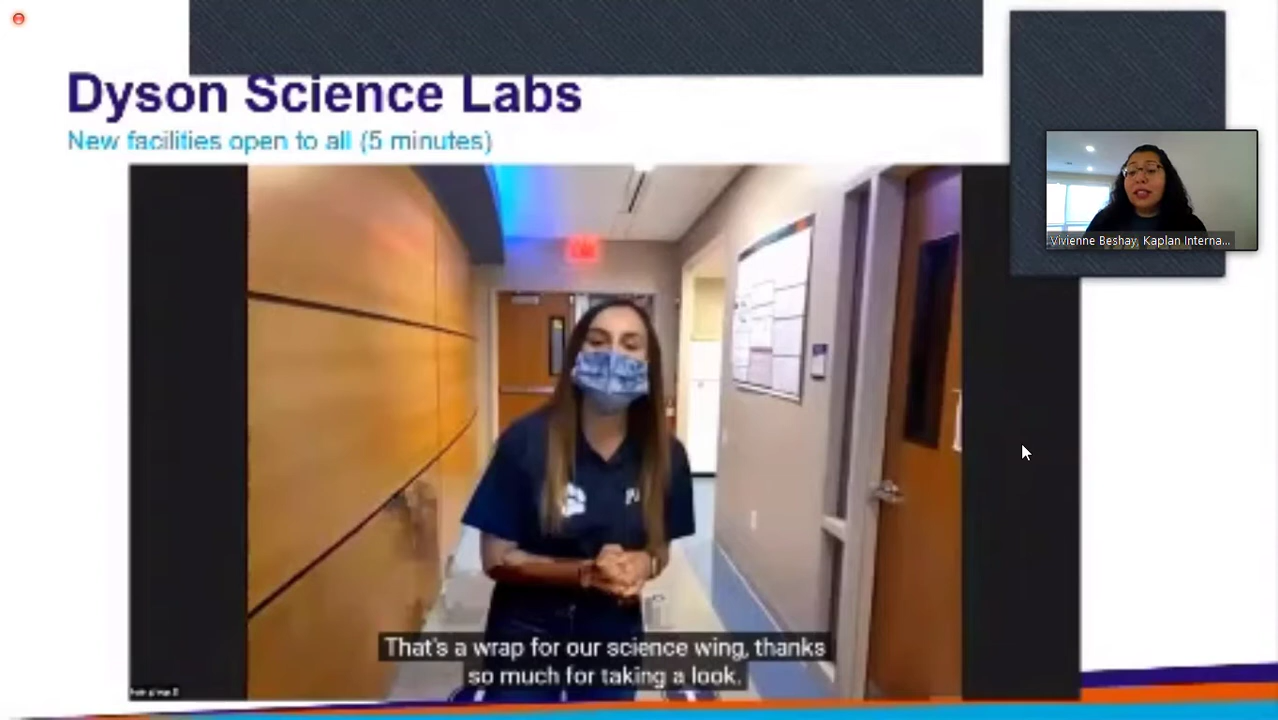 Dyson Science Labs
New facilities open to all (5 minutes)
Vivienne Beshay, Kaplan Interna...
That's a wrap for our science wing, thanks
so much for taking a look.